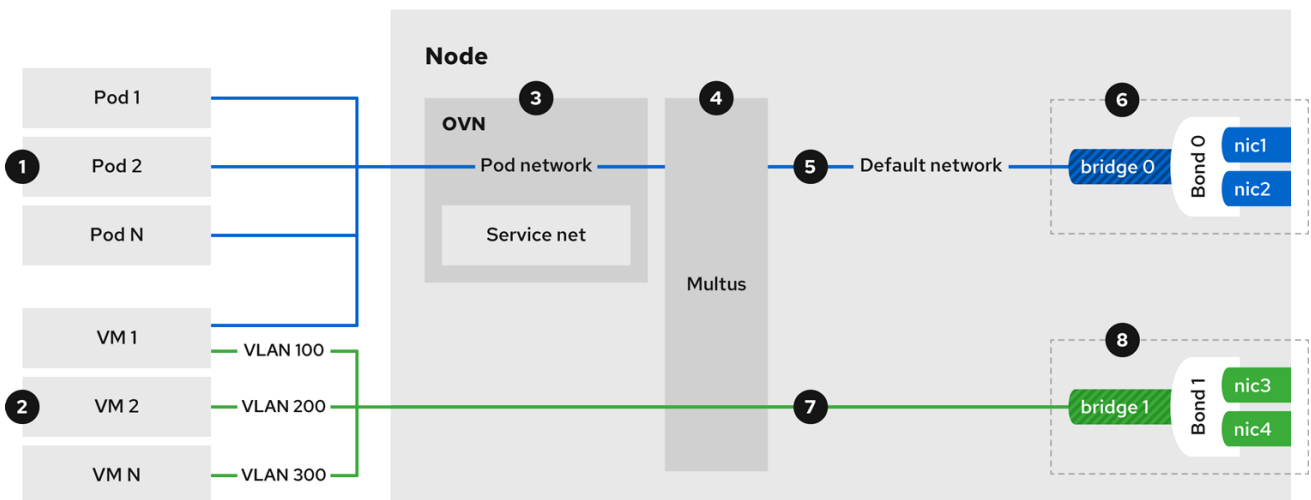 Node
3
4
6
Pod 1
OVN
Bond 0
nic1
1
Pod 2
Pod network
5
Default network
bridge 0
nic2
Pod N
Service net
Multus
VM 1
VLAN 100
8
2
VM 2
VLAN 200
7
bridge 1
Bond 1
nic3
nic4
VM N
VLAN 300